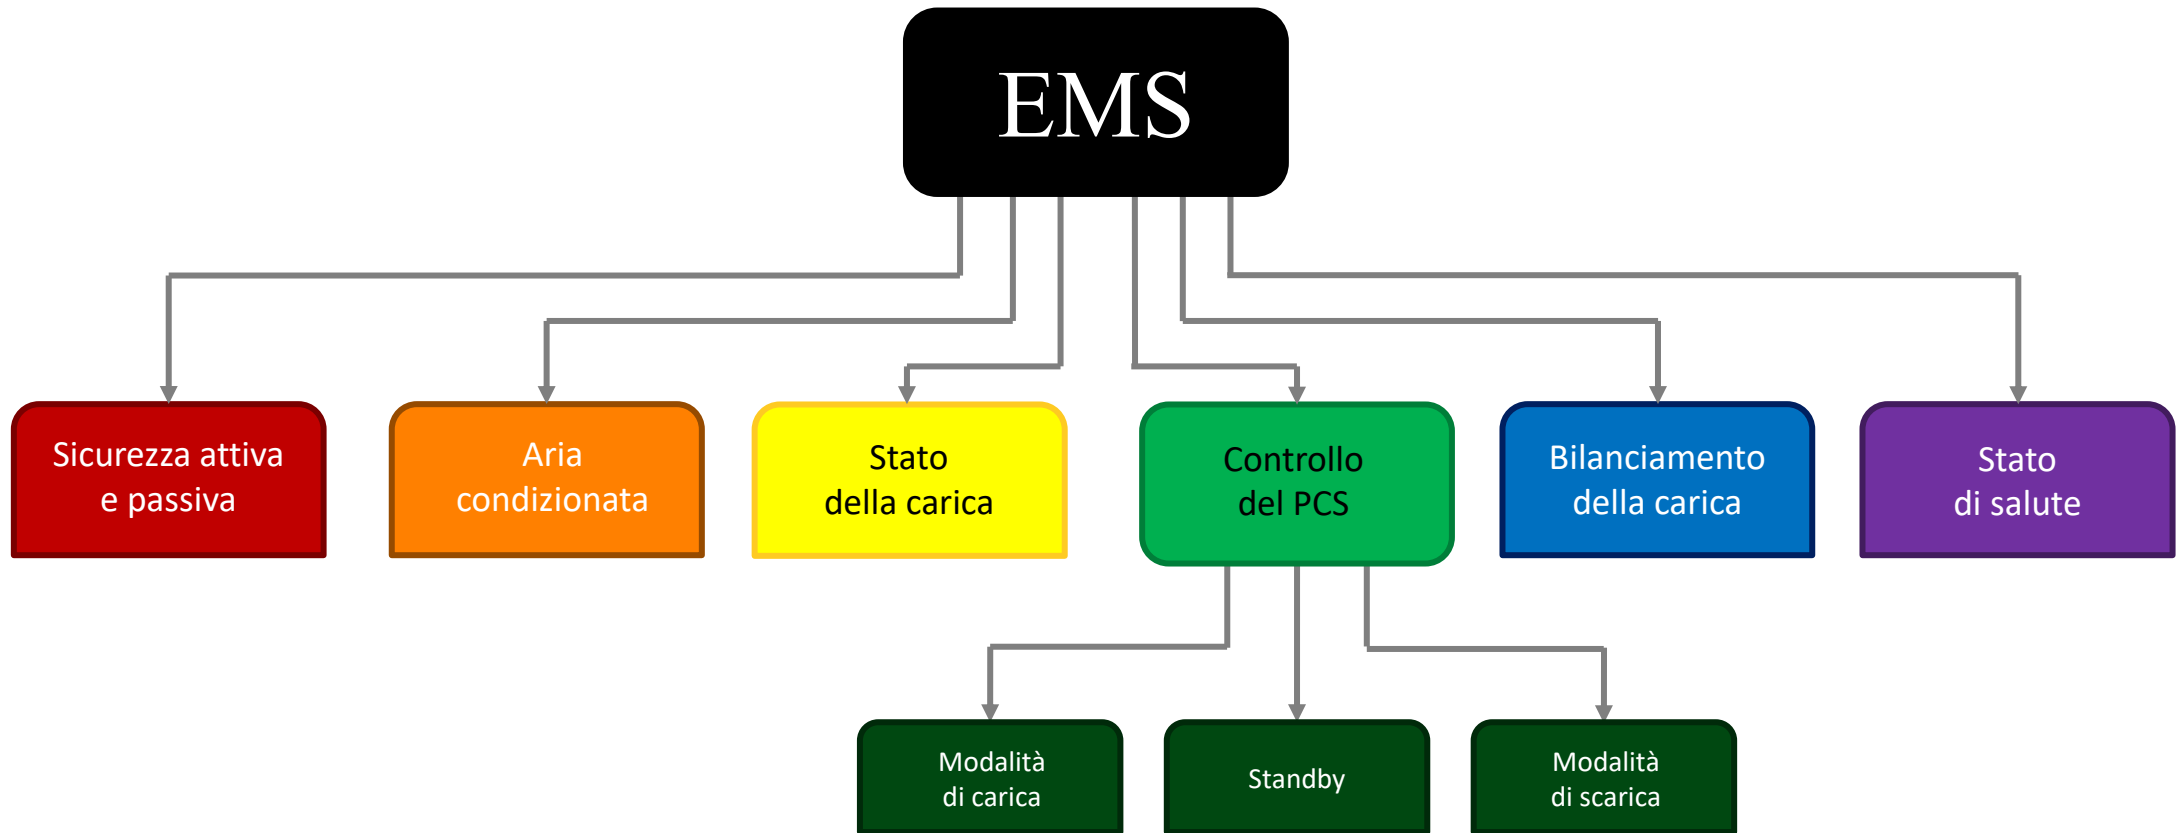 EMS
Sicurezza attiva
e passiva
Aria
condizionata
Stato
della carica
Controllo
del PCS
Bilanciamento
della carica
Stato
di salute
Modalità
di carica
Standby
Modalità
di scarica